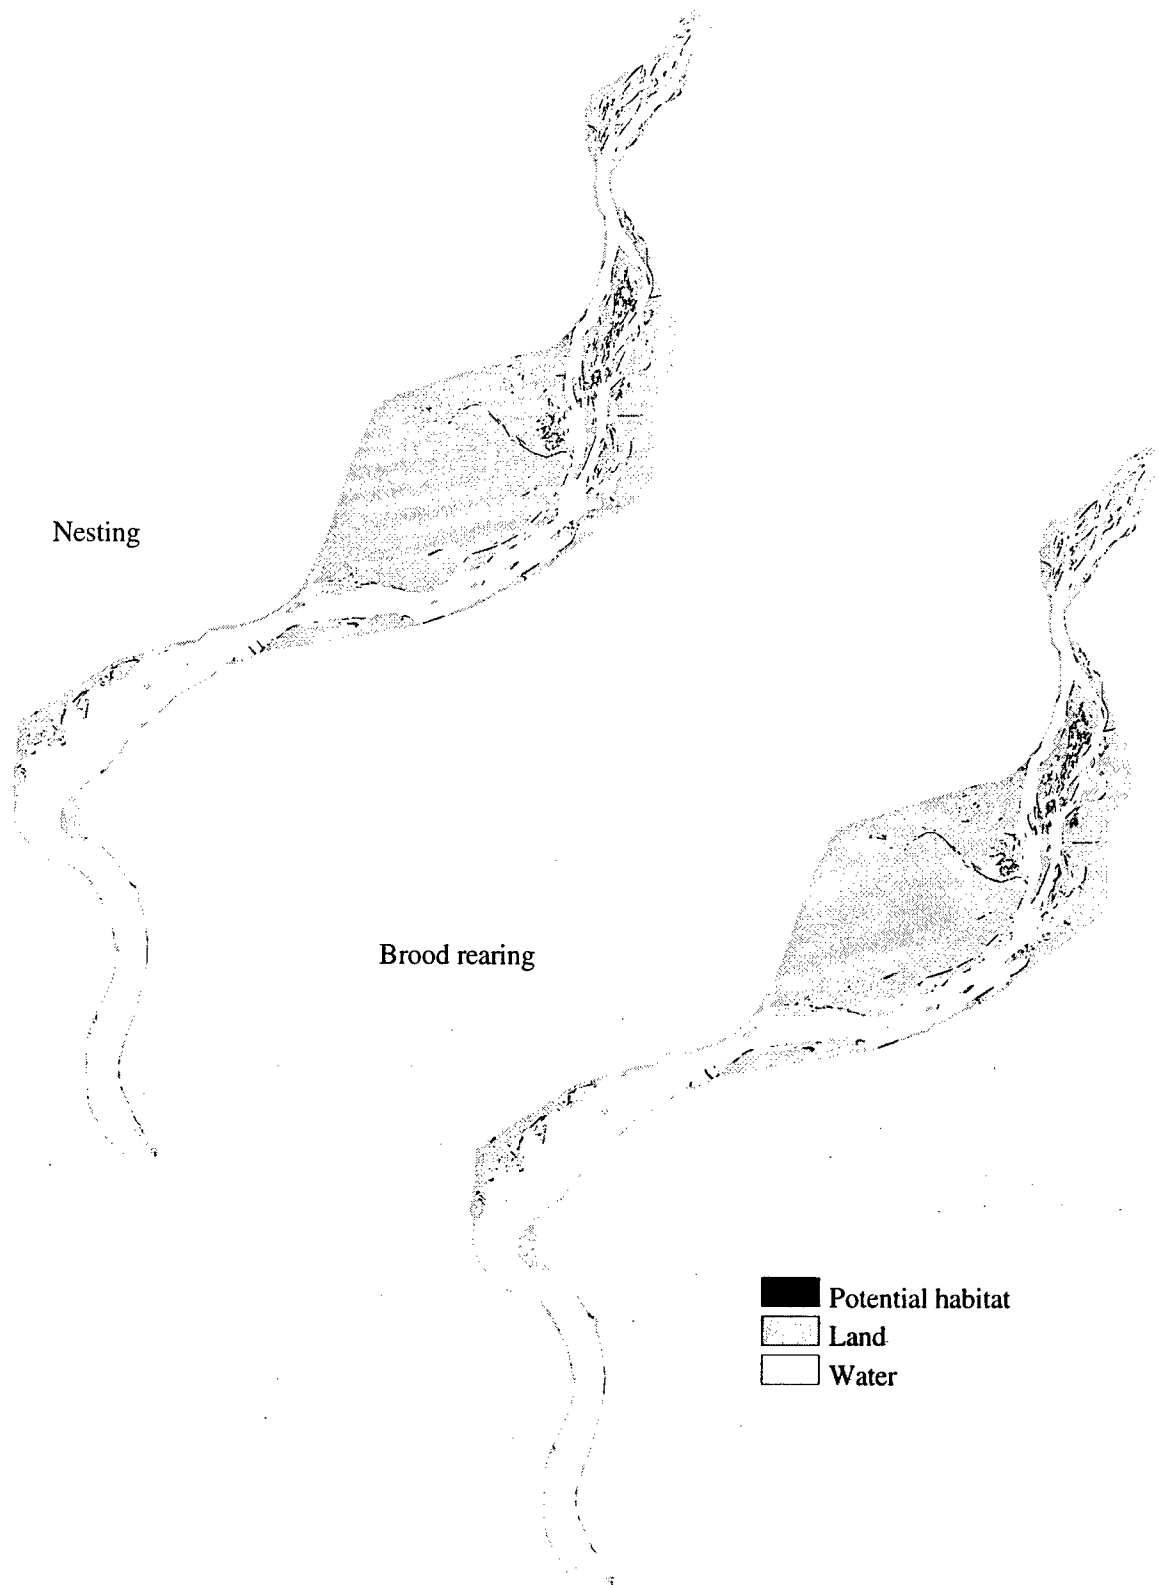 Nesting
Brood rearing
Potential habitat
Land
Water